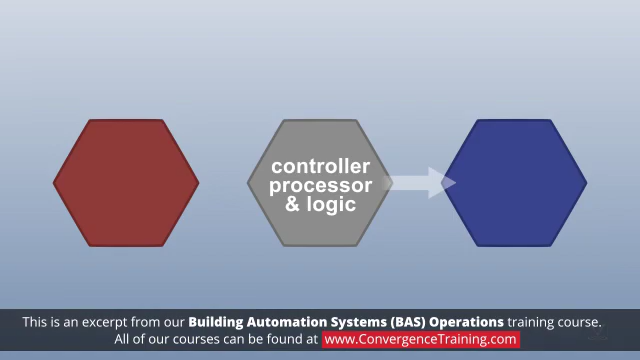 controller
processor
& logic
This is an excerpt from our Building Automation Systems (BAS) Operations training course.
All of our courses can be found at www.ConvergenceTraining.com